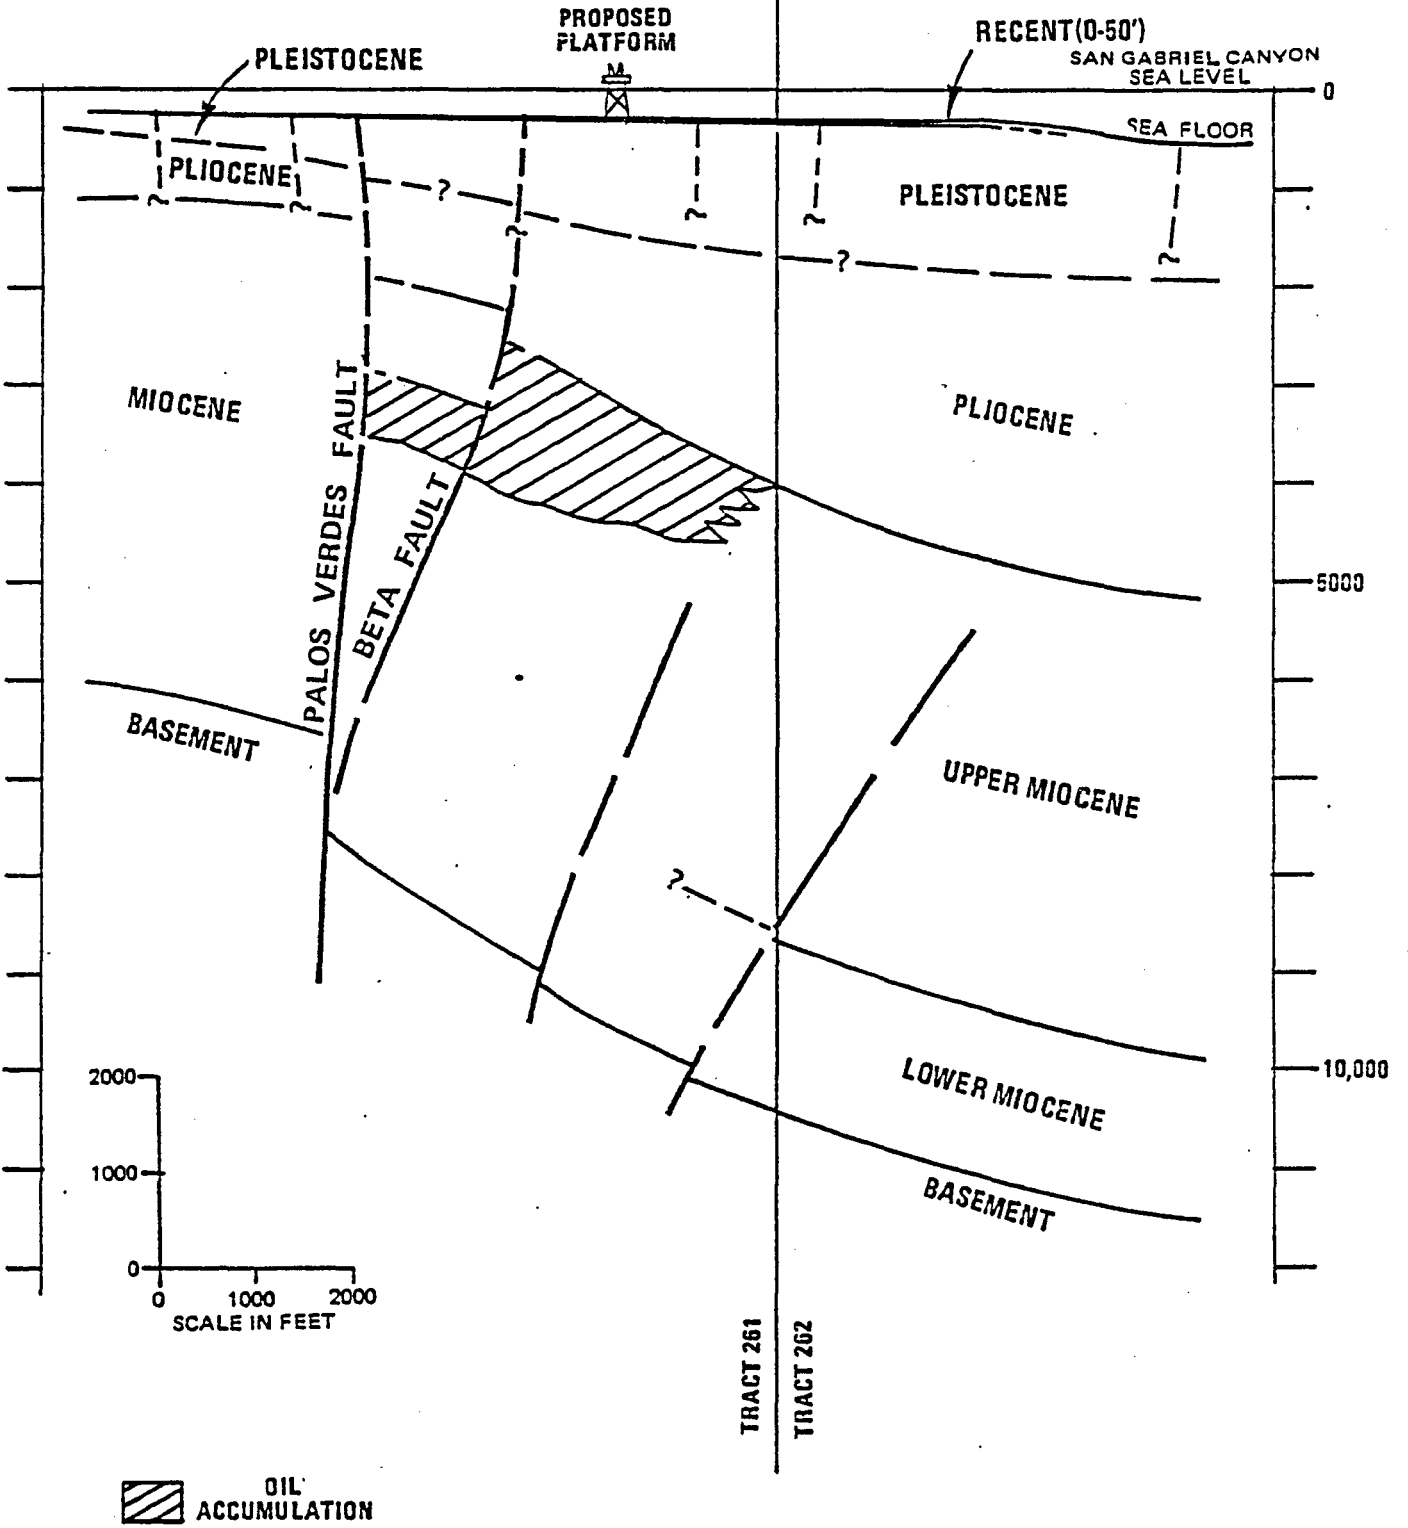 PROPOSED
PLATFORM
RECENT(0-50')
SAN GABRIEL CANYON
SEA LEVEL
PLEISTOCENE
0
SEA FLOOR
PLIOCENE
?
?
?
?
?
?
PLEISTOCENE
?
?
MIOCENE
PLIOCENE
PALOS VERDES FAULT
BETA FAULT
5000
BASEMENT
UPPER MIOCENE
?
LOWER MIOCENE
10,000
BASEMENT
2000
1000
0
0 1000 2000
SCALE IN FEET
TRACT 261
TRACT 262
OIL
ACCUMULATION